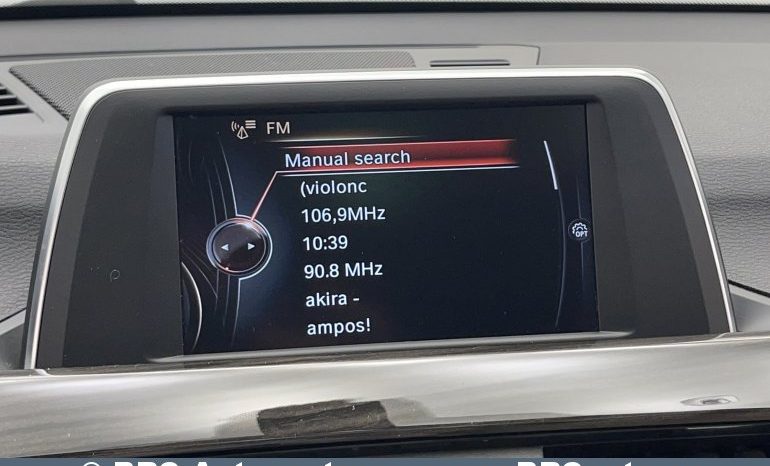 FM
Manual search
(violonc
106,9MHz
10:39
90.8 MHz
akira -
ampos!
OPT